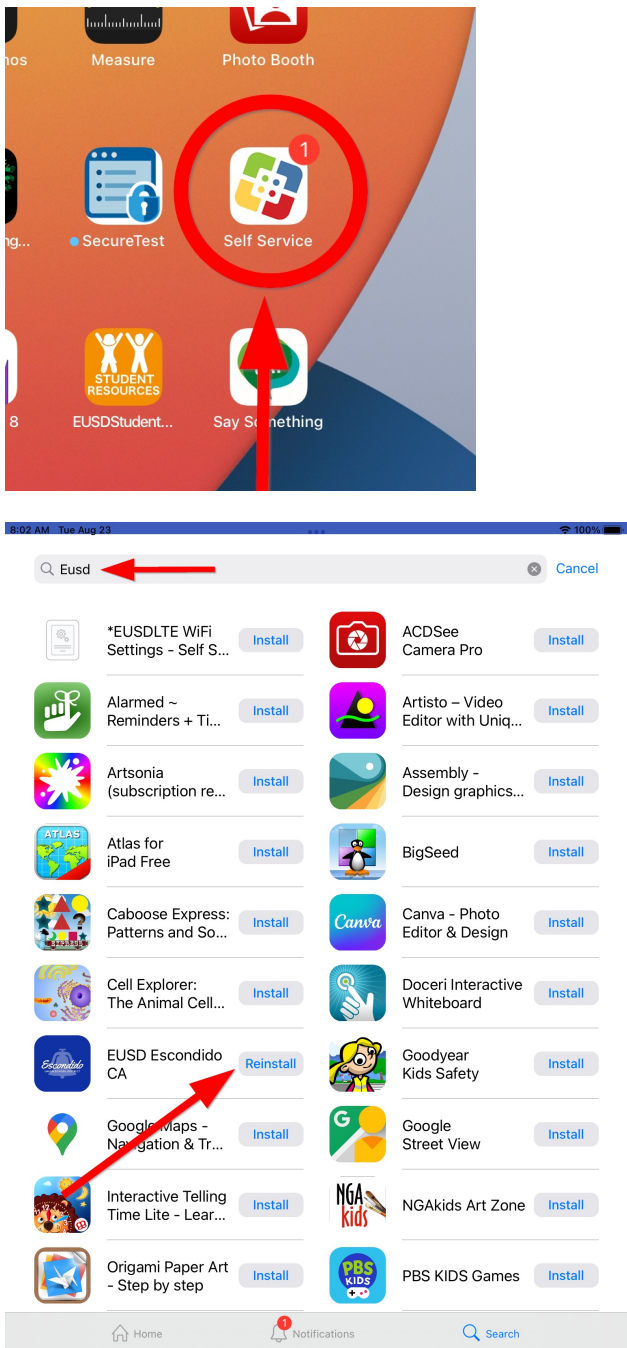 nos
Measure
Photo Booth
1
ng...
SecureTest
Self Service
STUDENT
RESOURCES
8
EUSDStudent...
Say Something
8:02 AM Tue Aug 23
100%
Eusd
Cancel
*EUSDLTE WiFi
Settings - Self S...
Install
ACDSee
Camera Pro
Install
Alarmed ~
Reminders + Ti...
Install
Artisto – Video
Editor with Uniq...
Install
Artsonia
(subscription re...
Install
Assembly -
Design graphics...
Install
ATLAS
Atlas for
iPad Free
Install
BigSeed
Install
EXPRESS
Caboose Express:
Patterns and So...
Install
Canva
Canva - Photo
Editor & Design
Install
Cell Explorer:
The Animal Cell...
Install
Doceri Interactive
Whiteboard
Install
Escondido
EUSD Escondido
CA
Reinstall
Goodyear
Kids Safety
Install
Google Maps -
Navigation & Tr...
Install
G
Google
Street View
Install
Interactive Telling
Time Lite - Lear...
Install
NGA
kids
NGAkids Art Zone
Install
Origami Paper Art
- Step by step
Install
PBS
KIDS
PBS KIDS Games
Install
Home
1
Notifications
Search